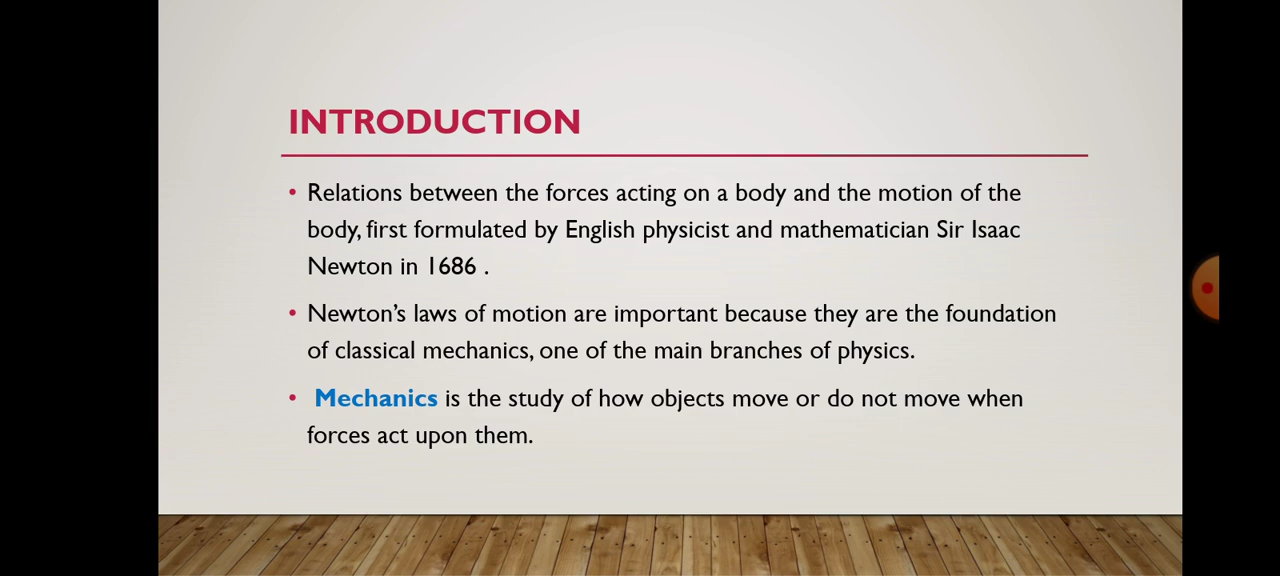 INTRODUCTION
• Relations between the forces acting on a body and the motion of the
body, first formulated by English physicist and mathematician Sir Isaac
Newton in 1686 .
• Newton’s laws of motion are important because they are the foundation
of classical mechanics, one of the main branches of physics.
• Mechanics is the study of how objects move or do not move when
forces act upon them.